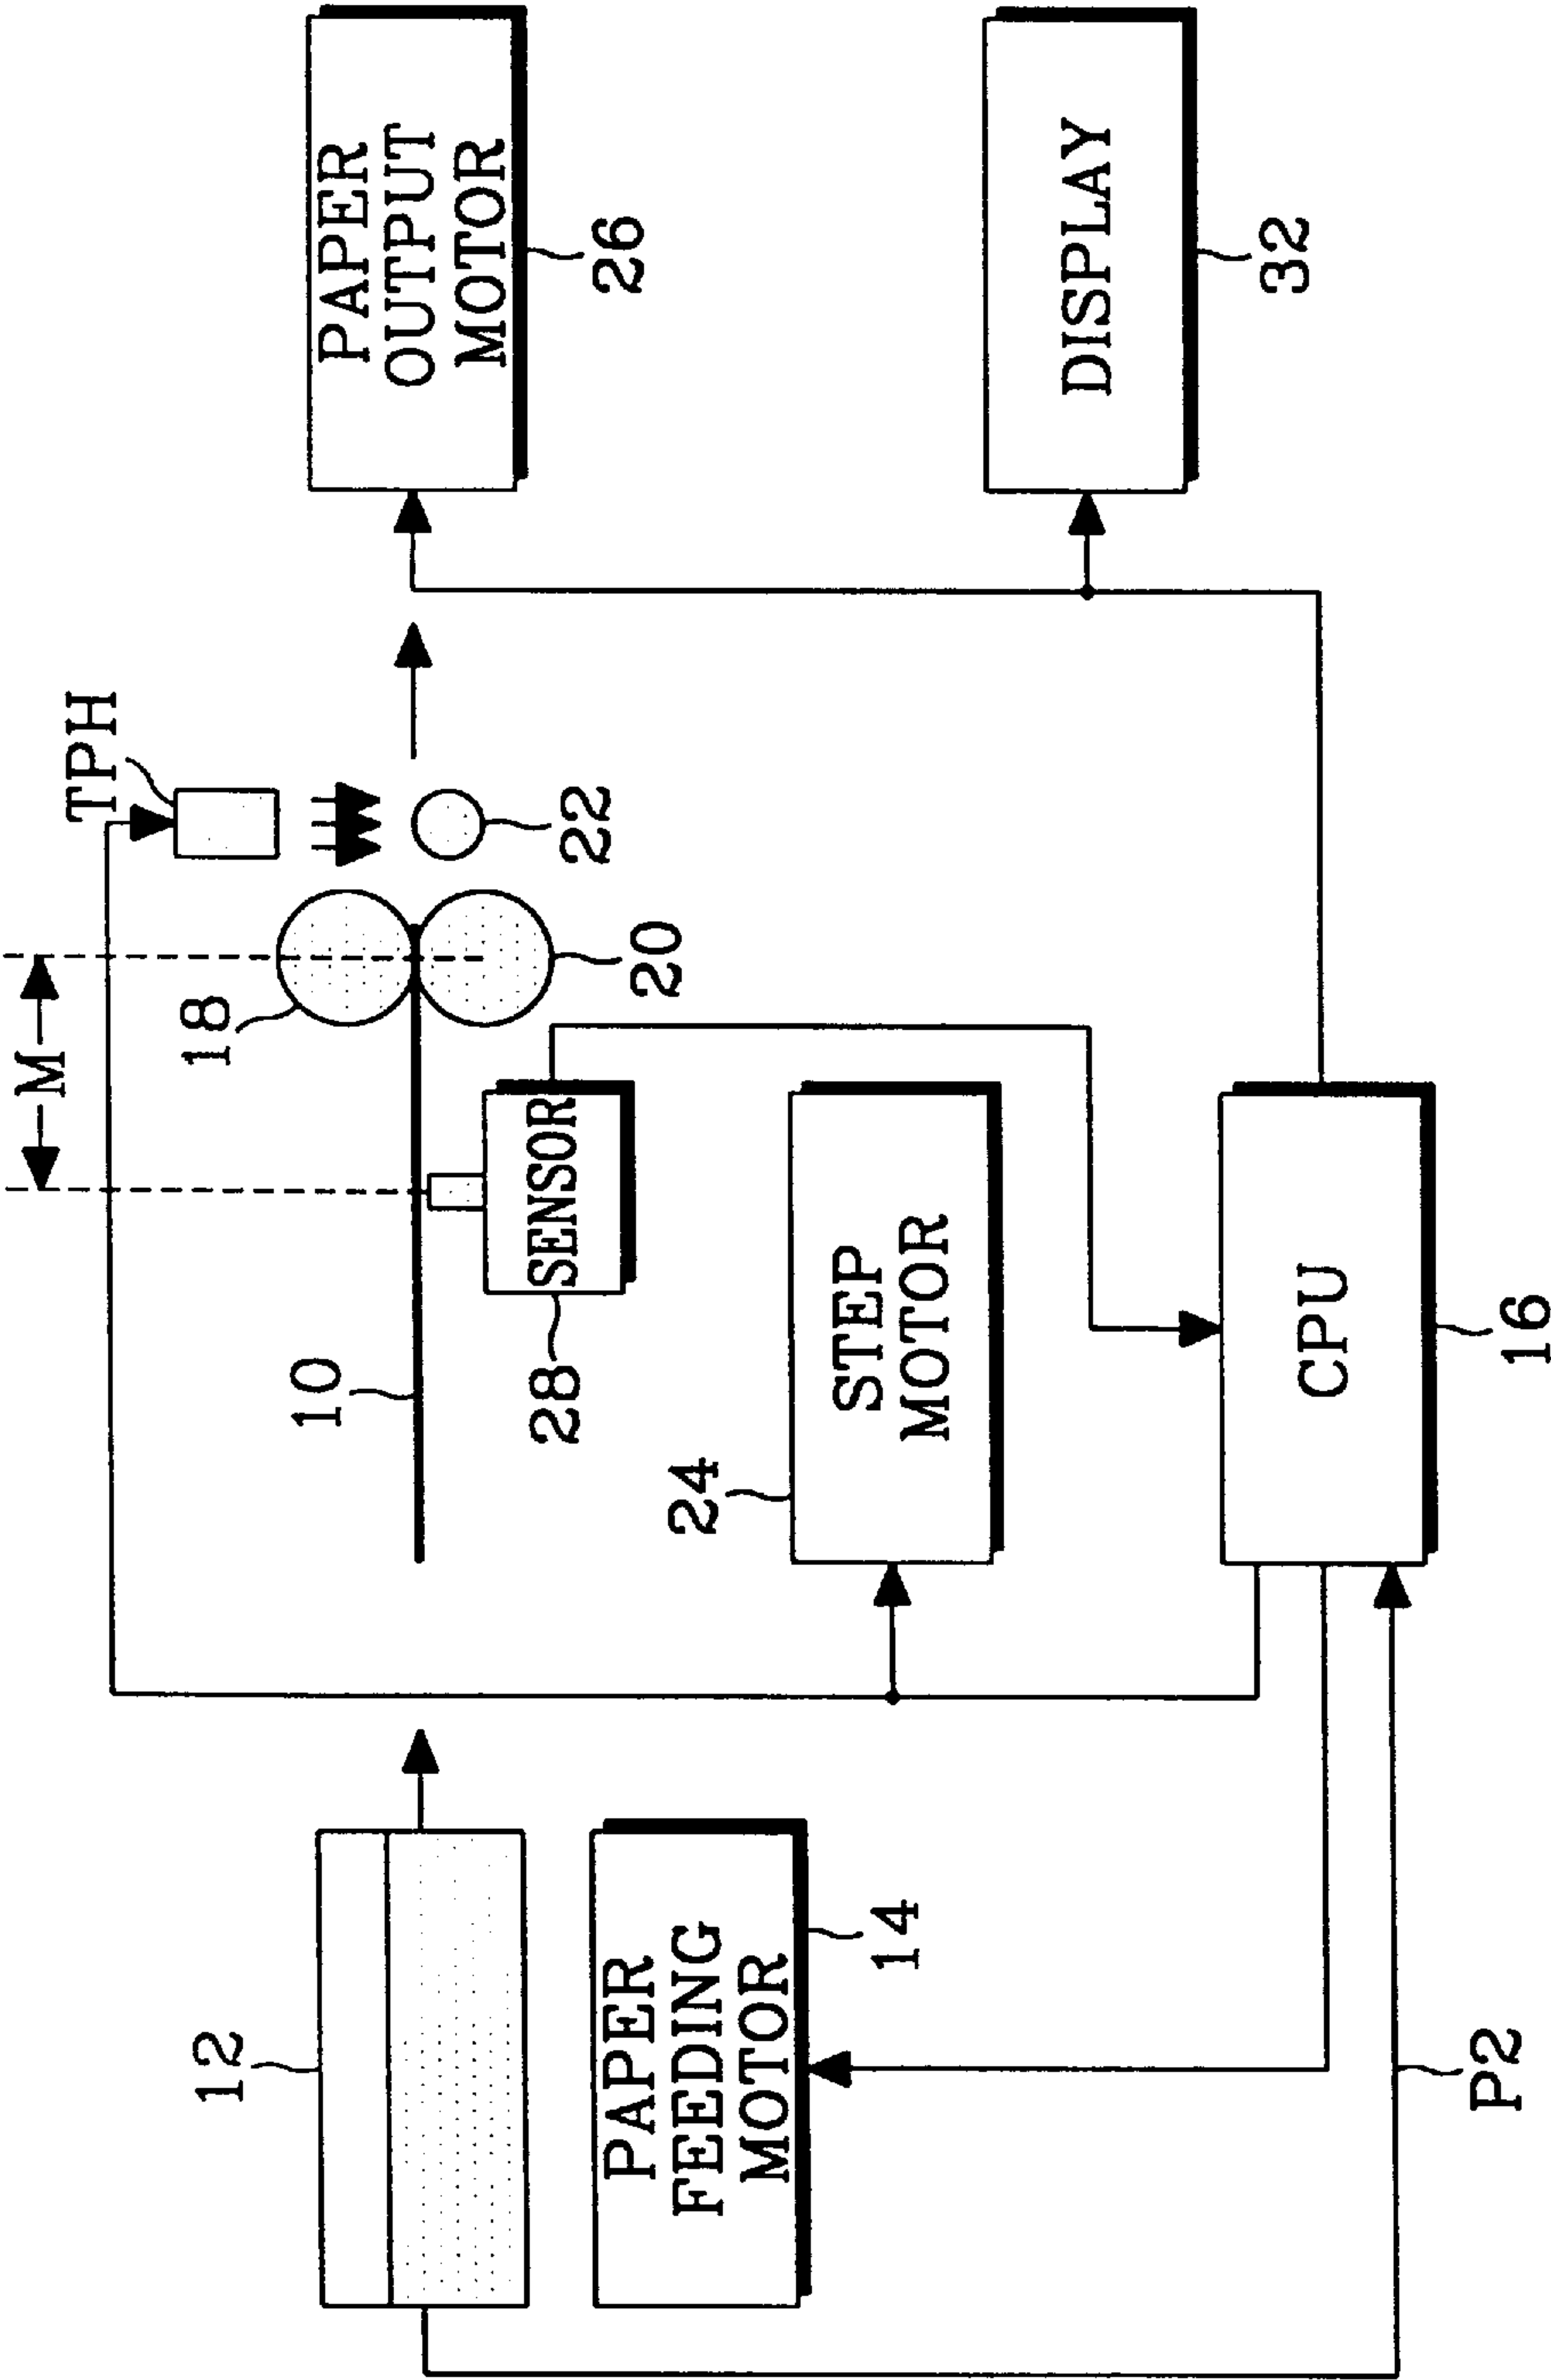 M
TPH
18
20
22
10
12
SENSOR
28
PAPER
OUTPUT
MOTOR
26
PAPER
FEEDING
MOTOR
14
24
STEP
MOTOR
CPU
16
DISPLAY
32
P2